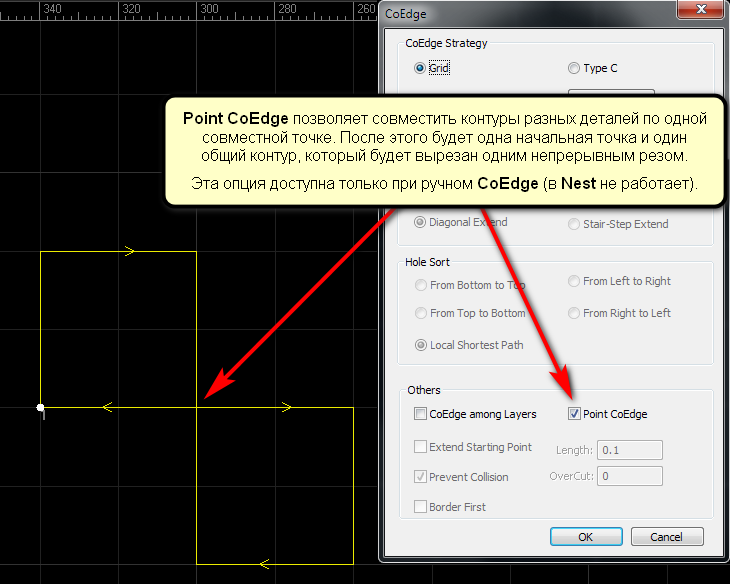 340 320 300 280 260
CoEdge
CoEdge Strategy
Grid Type C
Point CoEdge позволяет совместить контуры разных деталей по одной
совместной точке. После этого будет одна начальная точка и один
общий контур, который будет вырезан одним непрерывным резом.
Эта опция доступна только при ручном CoEdge (в Nest не работает).
Diagonal Extend Stair-Step Extend
Hole Sort
From Bottom to Top From Left to Right
From Top to Bottom From Right to Left
Local Shortest Path
Others
CoEdge among Layers Point CoEdge
Extend Starting Point Length: 0.1
Prevent Collision OverCut: 0
Border First
OK Cancel